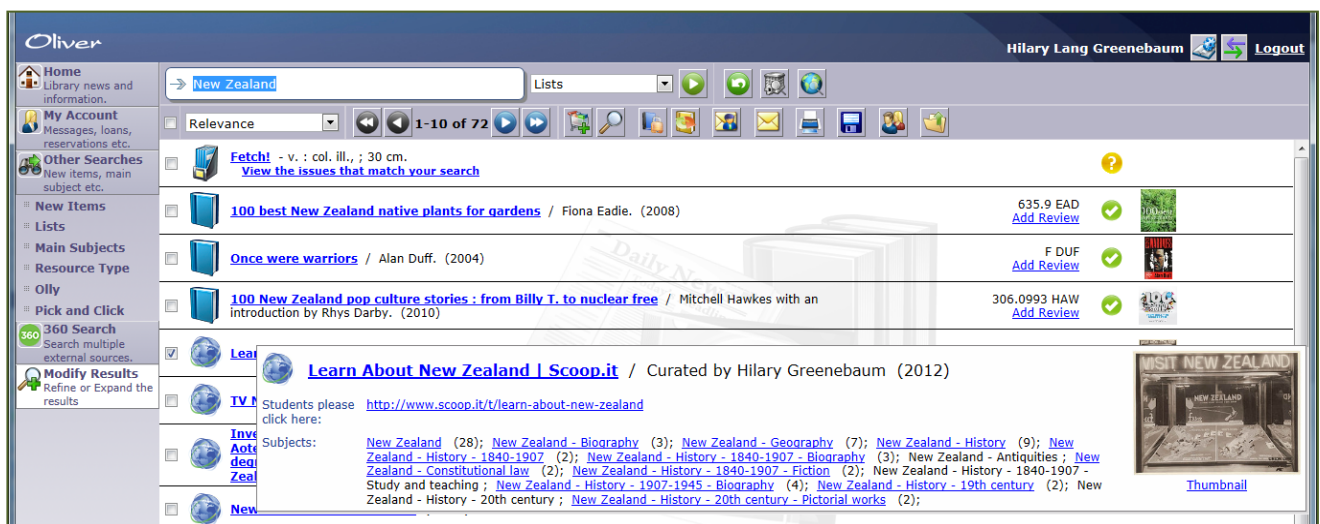 Oliver
Hilary Lang Greenebaum Logout
Home
Library news and
information.
My Account
Messages, loans,
reservations etc.
Other Searches
New items, main
subject etc.
New Items
Lists
Main Subjects
Resource Type
Olly
Pick and Click
360
360 Search
Search multiple
external sources.
Modify Results
Refine or Expand the
results
New Zealand
Lists
Relevance
1-10 of 72
Fetch! - v. : col. ill., ; 30 cm.
View the issues that match your search
100 best New Zealand native plants for gardens / Fiona Eadie. (2008)
635.9 EAD
Add Review
Once were warriors / Alan Duff. (2004)
F DUF
Add Review
Daily News
100 New Zealand pop culture stories : from Billy T. to nuclear free / Mitchell Hawkes with an
introduction by Rhys Darby. (2010)
306.0993 HAW
Add Review
Learn About New Zealand | Scoop.it / Curated by Hilary Greenebaum (2012)
Students please
click here:
http://www.scoop.it/t/learn-about-new-zealand
Subjects:
New Zealand (28); New Zealand - Biography (3); New Zealand - Geography (7); New Zealand - History (9); New
Zealand - History - 1840-1907 (2); New Zealand - History - 1840-1907 - Biography (3); New Zealand - Antiquities ; New
Zealand - Constitutional law (2); New Zealand - History - 1840-1907 - Fiction (2); New Zealand - History - 1840-1907 -
Study and teaching ; New Zealand - History - 1907-1945 - Biography (4); New Zealand - History - 19th century (2); New
Zealand - History - 20th century ; New Zealand - History - 20th century - Pictorial works (2);
VISIT NEW ZEALAND
NEW ZEALAND
Thumbnail
Lear
TV
Inve
Aote
Zeal
New